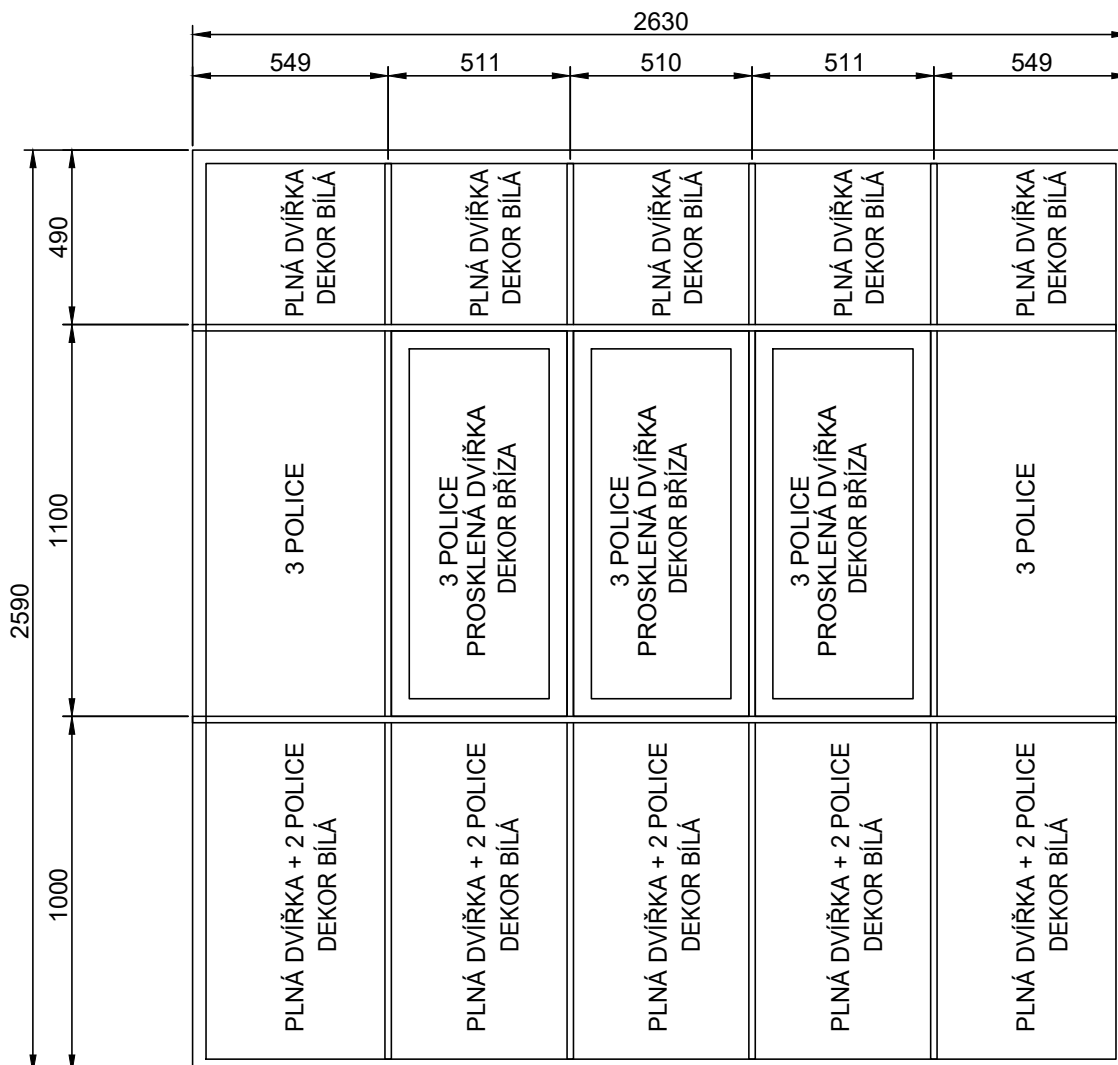 2630
549
511
510
511
549
2590
490
1100
1000
PLNÁ DVÍŘKA
DEKOR BÍLÁ
PLNÁ DVÍŘKA
DEKOR BÍLÁ
PLNÁ DVÍŘKA
DEKOR BÍLÁ
PLNÁ DVÍŘKA
DEKOR BÍLÁ
PLNÁ DVÍŘKA
DEKOR BÍLÁ
3 POLICE
3 POLICE
PROSKLENÁ DVÍŘKA
DEKOR BŘÍZA
3 POLICE
PROSKLENÁ DVÍŘKA
DEKOR BŘÍZA
3 POLICE
PROSKLENÁ DVÍŘKA
DEKOR BŘÍZA
3 POLICE
PLNÁ DVÍŘKA + 2 POLICE
DEKOR BÍLÁ
PLNÁ DVÍŘKA + 2 POLICE
DEKOR BÍLÁ
PLNÁ DVÍŘKA + 2 POLICE
DEKOR BÍLÁ
PLNÁ DVÍŘKA + 2 POLICE
DEKOR BÍLÁ
PLNÁ DVÍŘKA + 2 POLICE
DEKOR BÍLÁ